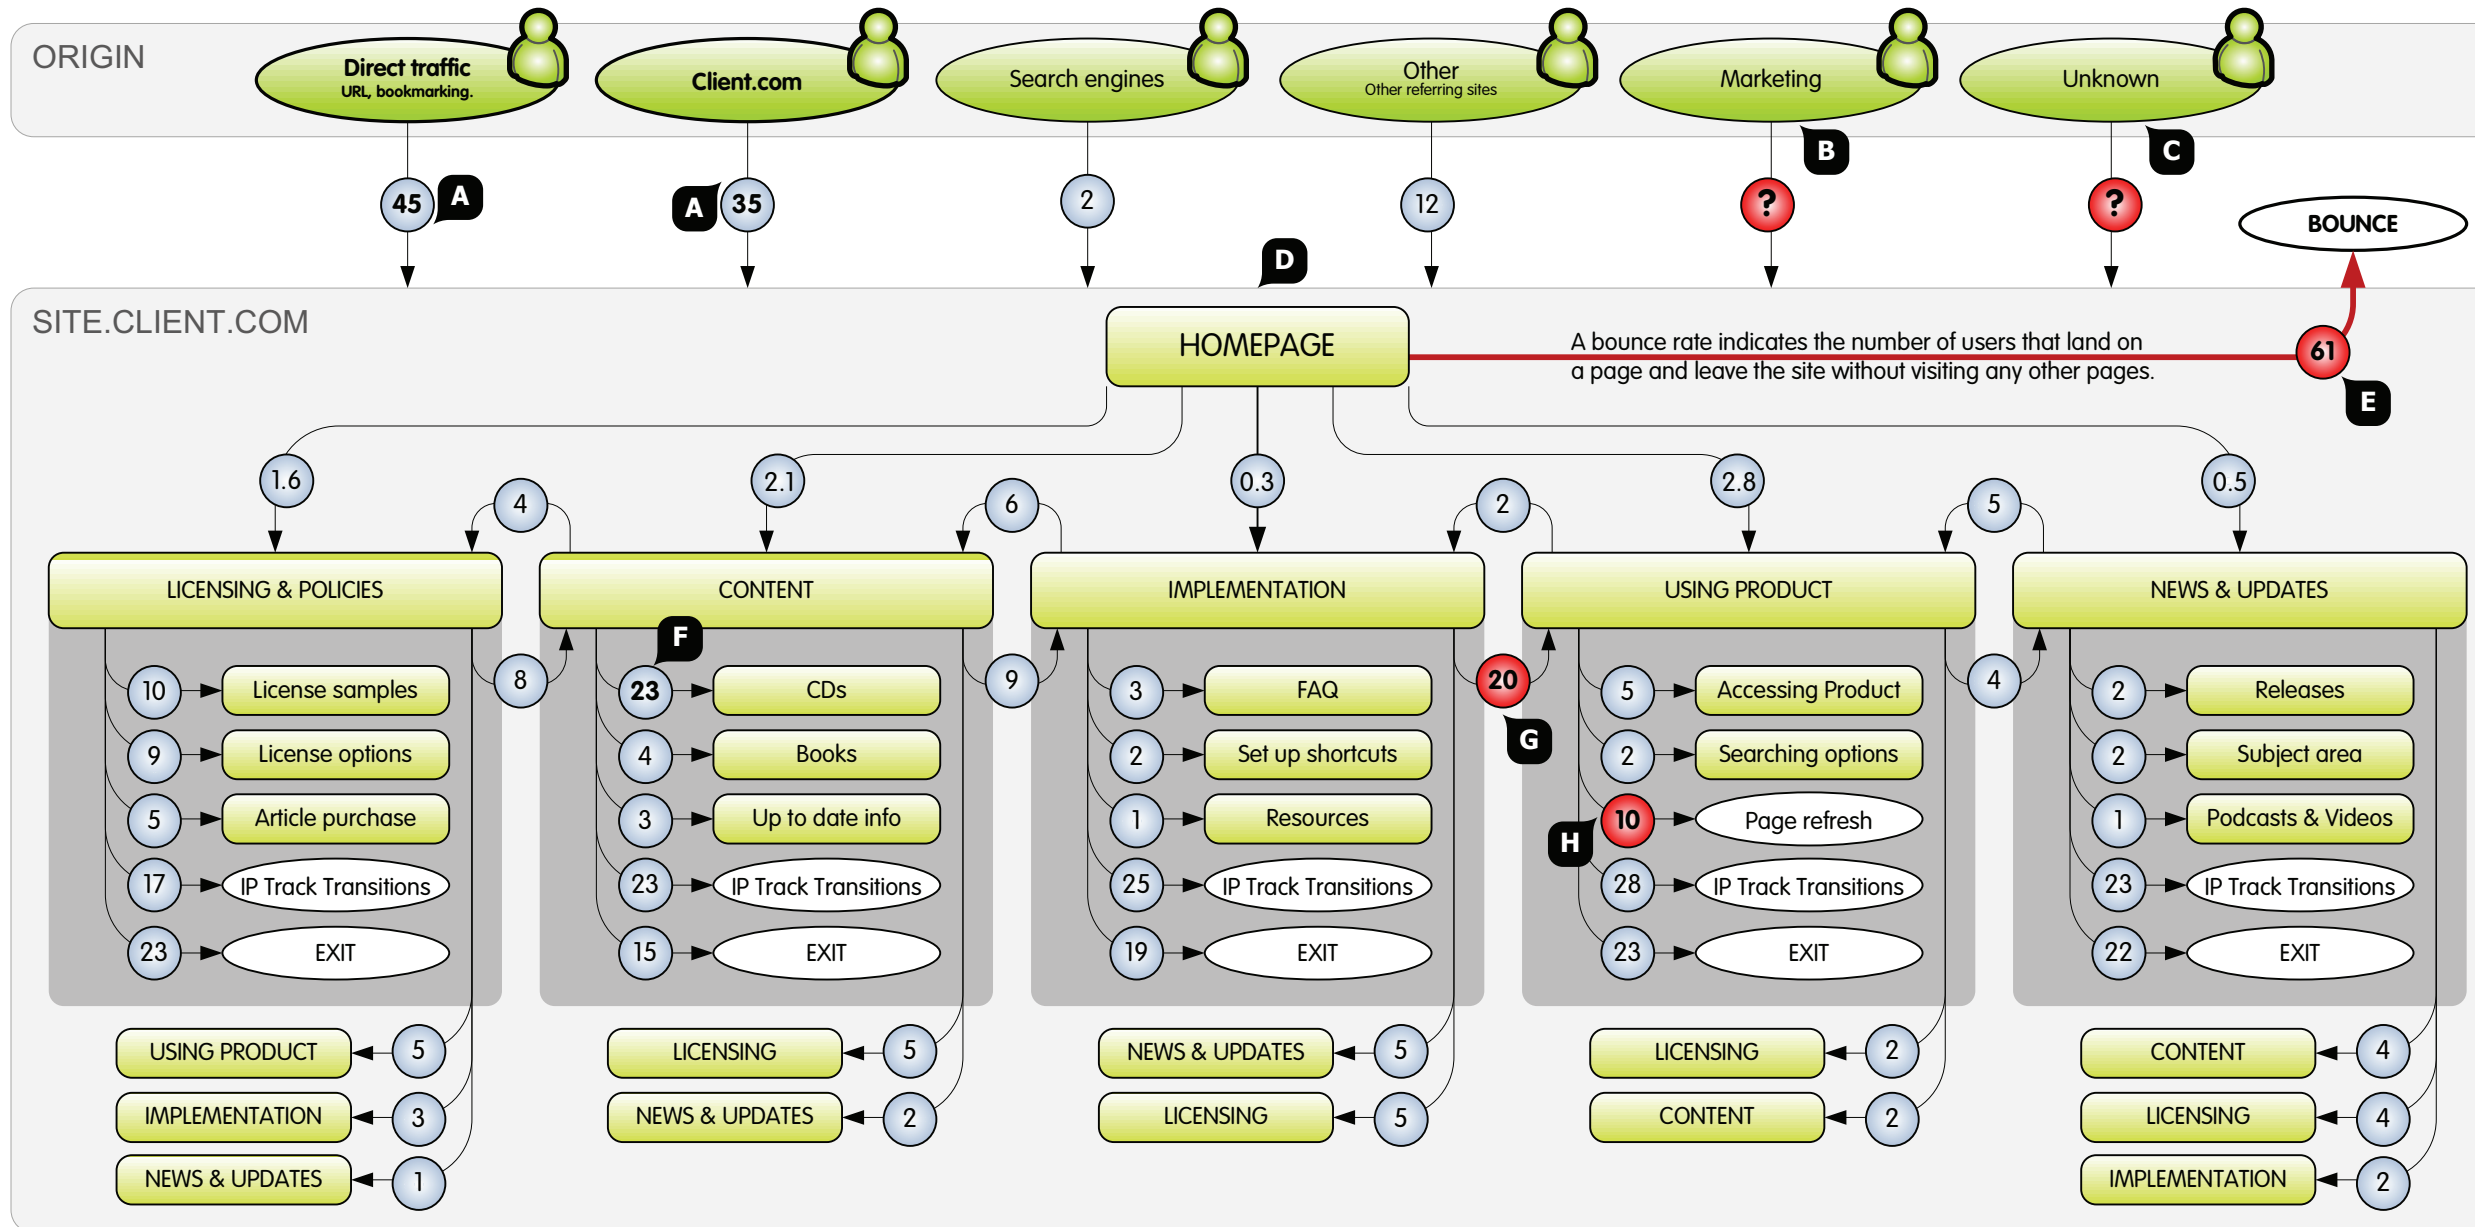 ORIGIN
Direct traffic
URL, bookmarking.
Client.com
Search engines
Other
Other referring sites
Marketing
Unknown
B
C
45
A
A
35
2
12
?
?
BOUNCE
D
SITE.CLIENT.COM
HOMEPAGE
A bounce rate indicates the number of users that land on
a page and leave the site without visiting any other pages.
61
E
1.6
2.1
0.3
2.8
0.5
4
6
2
5
LICENSING & POLICIES
CONTENT
IMPLEMENTATION
USING PRODUCT
NEWS & UPDATES
F
8
9
20
4
G
10
License samples
9
License options
5
Article purchase
17
IP Track Transitions
23
EXIT
23
CDs
4
Books
3
Up to date info
23
IP Track Transitions
15
EXIT
3
FAQ
2
Set up shortcuts
1
Resources
25
IP Track Transitions
19
EXIT
5
Accessing Product
2
Searching options
H
10
Page refresh
28
IP Track Transitions
23
EXIT
2
Releases
2
Subject area
1
Podcasts & Videos
23
IP Track Transitions
22
EXIT
USING PRODUCT
5
IMPLEMENTATION
3
NEWS & UPDATES
1
LICENSING
5
NEWS & UPDATES
2
NEWS & UPDATES
5
LICENSING
5
LICENSING
2
CONTENT
2
CONTENT
4
LICENSING
4
IMPLEMENTATION
2